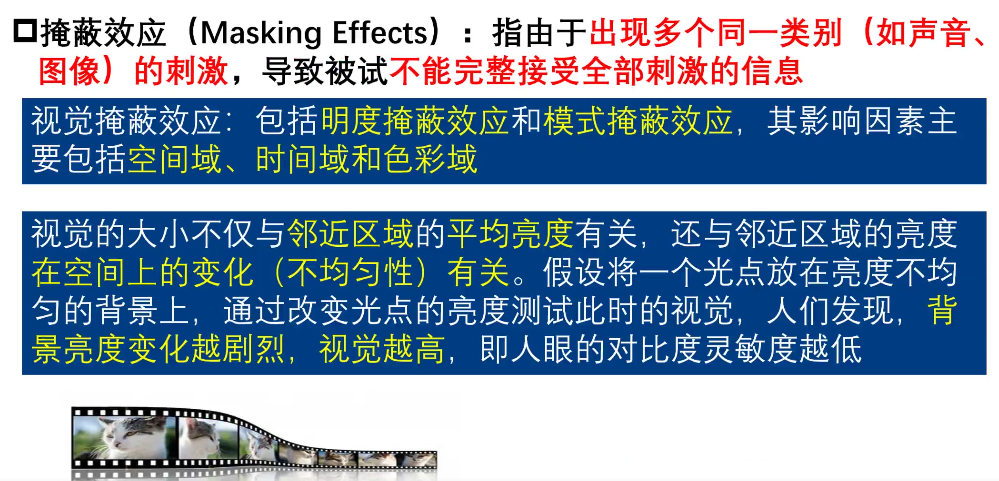 掩蔽效应（Masking Effects）：指由于出现多个同一类别（如声音、
图像）的刺激，导致被试不能完整接受全部刺激的信息
视觉掩蔽效应：包括明度掩蔽效应和模式掩蔽效应，其影响因素主
要包括空间域、时间域和色彩域
视觉的大小不仅与邻近区域的平均亮度有关，还与邻近区域的亮度
在空间上的变化（不均匀性）有关。假设将一个光点放在亮度不均
匀的背景上，通过改变光点的亮度测试此时的视觉，人们发现，背
景亮度变化越剧烈，视觉越高，即人眼的对比度灵敏度越低